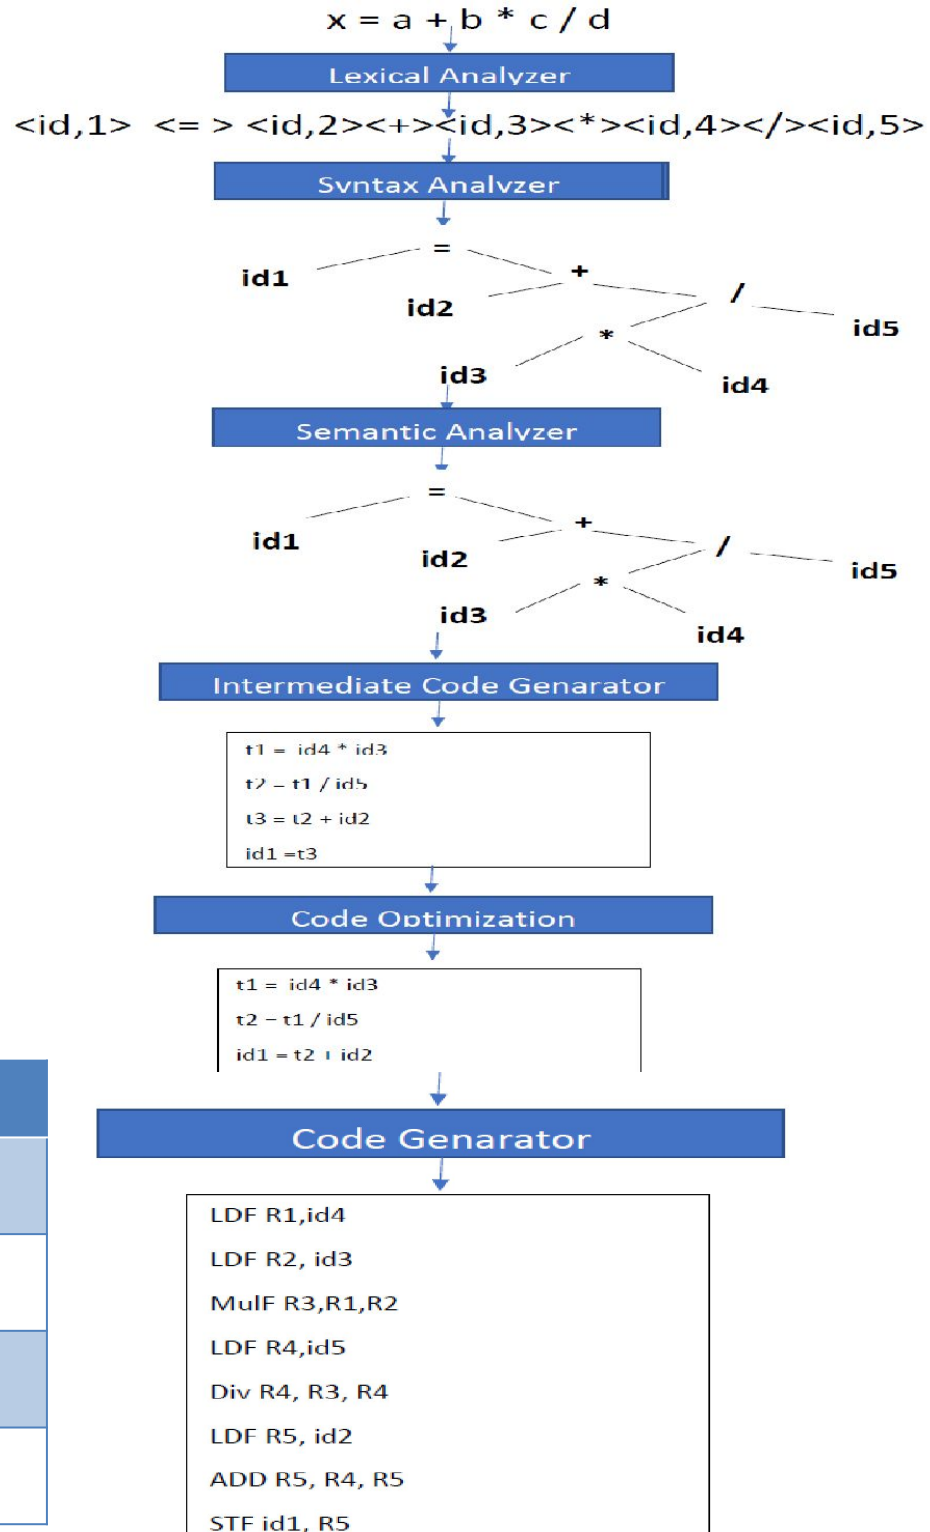 x = a + b * c / d
Lexical Analyzer
<id,1> <= > <id,2><+><id,3><*><id,4></><id,5>
Syntax Analyzer
=
id1
+
id2
/
id5
*
id3
id4
Semantic Analyzer
=
id1
+
id2
/
id5
*
id3
id4
Intermediate Code Genarator
t1 = id4 * id3
t2 = t1 / id5
t3 = t2 + id2
id1 =t3
Code Optimization
t1 = id4 * id3
t2 = t1 / id5
id1 = t2 + id2
Code Genarator
LDF R1,id4
LDF R2, id3
MulF R3,R1,R2
LDF R4,id5
Div R4, R3, R4
LDF R5, id2
ADD R5, R4, R5
STF id1, R5